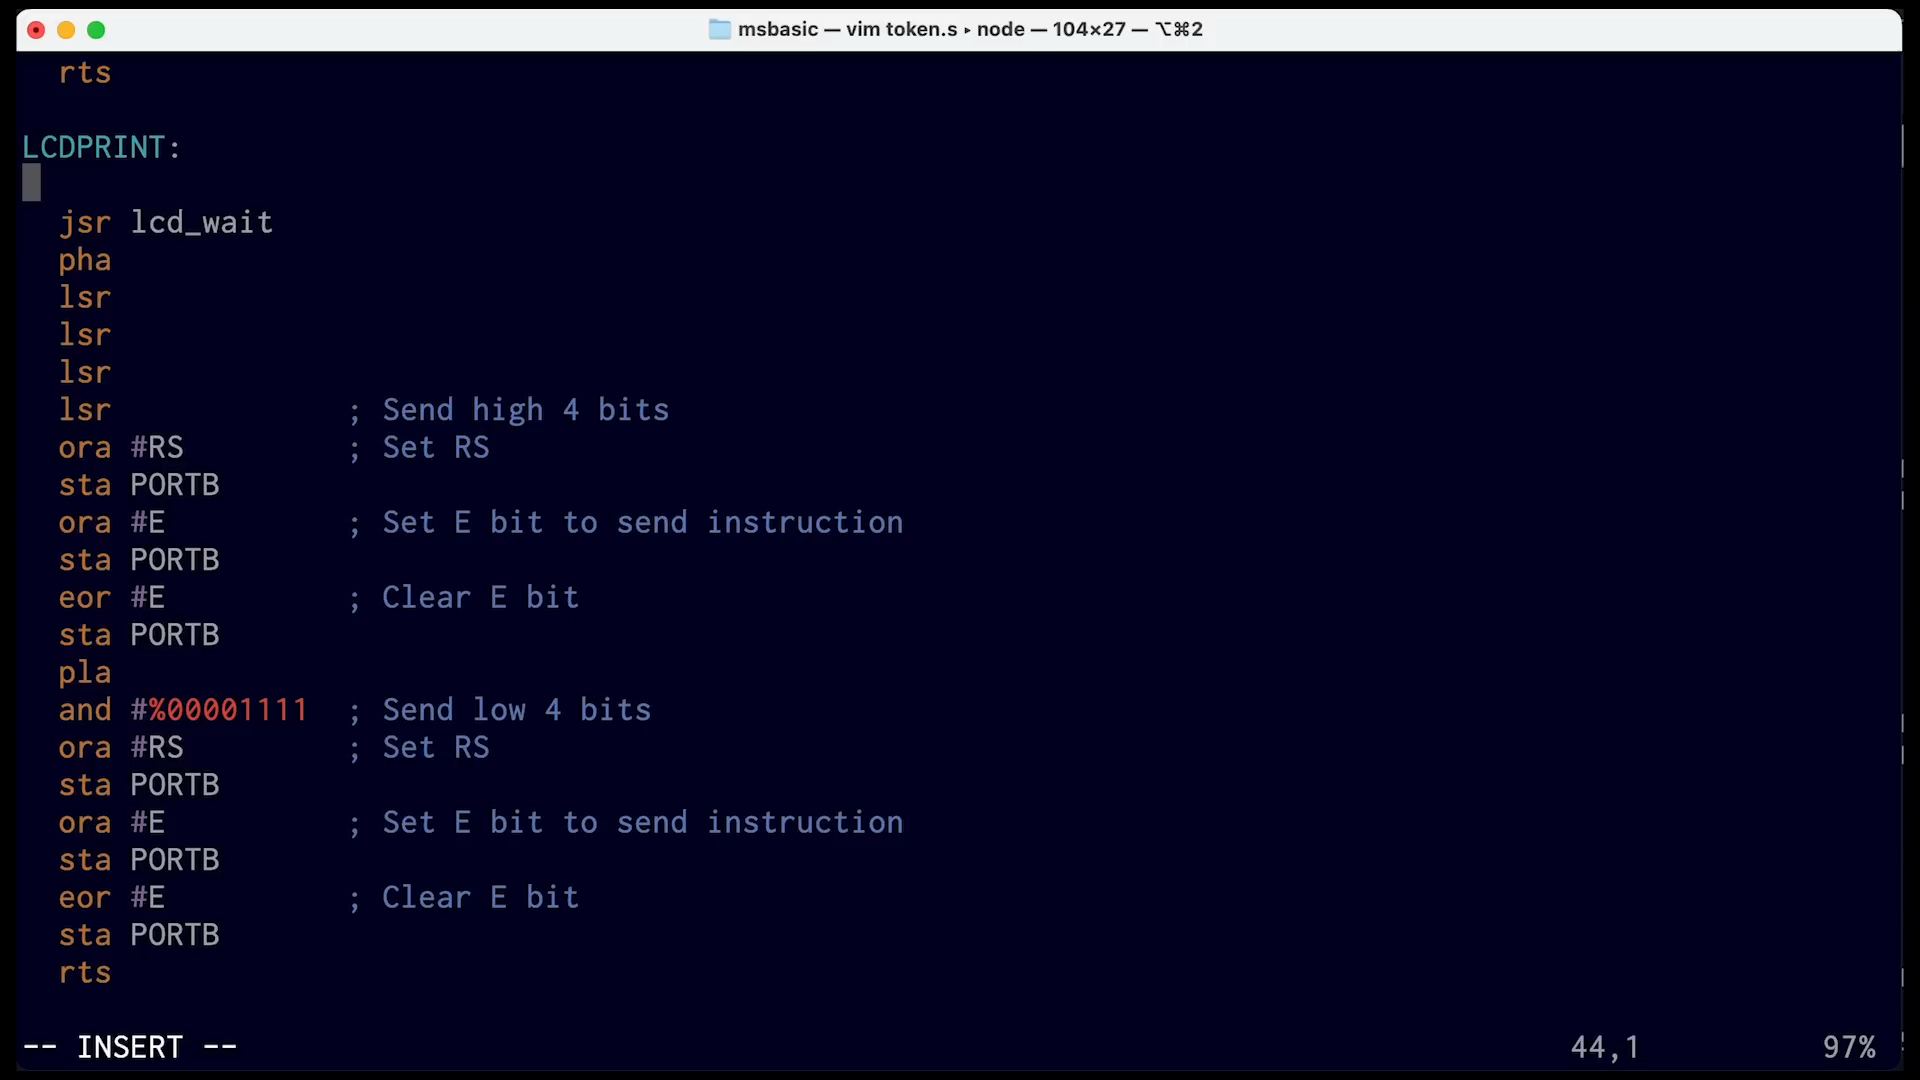 msbasic — vim token.s ▸ node — 104×27 — ⌥⌘2
rts
LCDPRINT:
jsr lcd_wait
pha
lsr
lsr
lsr
lsr ; Send high 4 bits
ora #RS ; Set RS
sta PORTB
ora #E ; Set E bit to send instruction
sta PORTB
eor #E ; Clear E bit
sta PORTB
pla
and #%00001111 ; Send low 4 bits
ora #RS ; Set RS
sta PORTB
ora #E ; Set E bit to send instruction
sta PORTB
eor #E ; Clear E bit
sta PORTB
rts
-- INSERT -- 44,1 97%